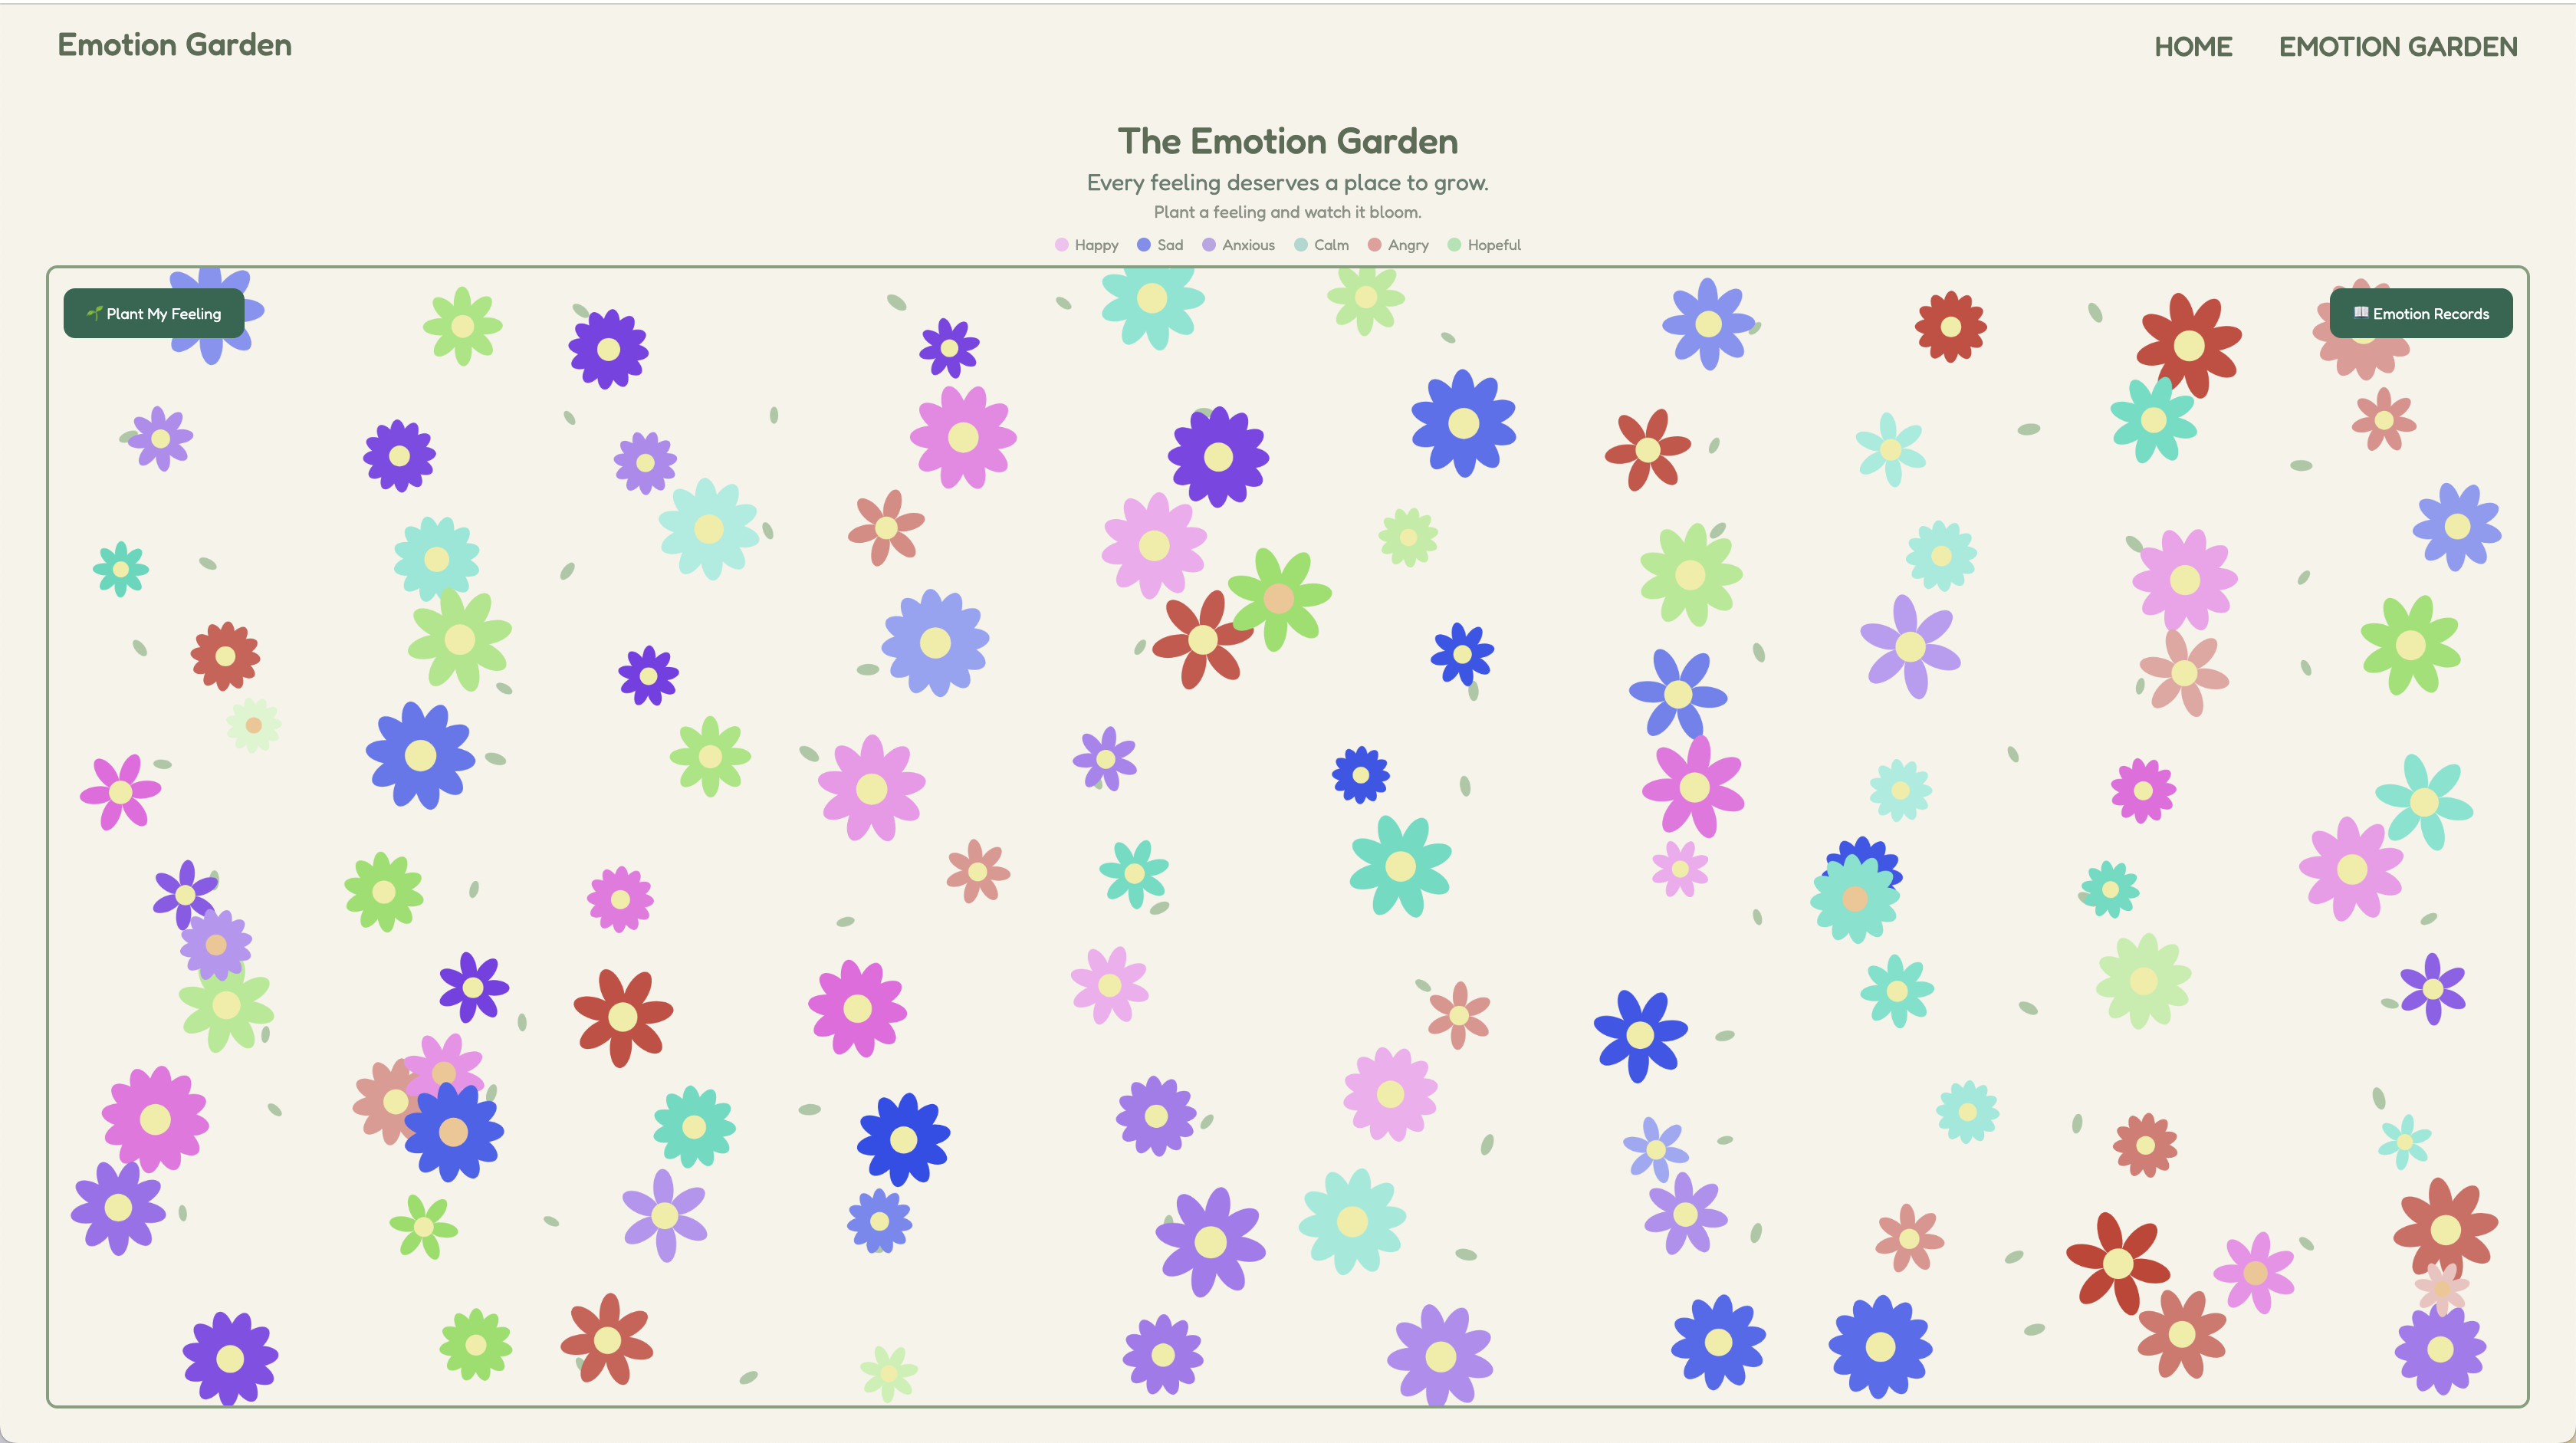 Emotion Garden
HOME
EMOTION GARDEN
The Emotion Garden
Every feeling deserves a place to grow.
Plant a feeling and watch it bloom.
Happy Sad Anxious Calm Angry Hopeful
Plant My Feeling
Emotion Records